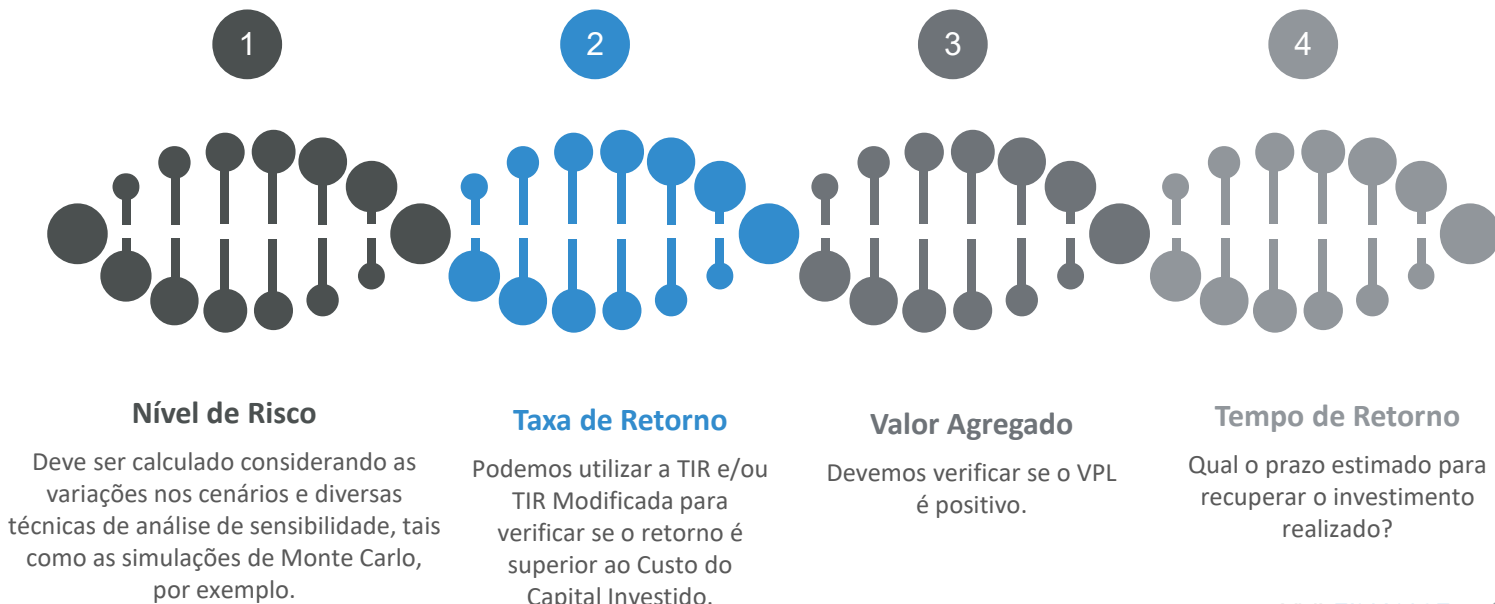 1
2
3
4
Nível de Risco
Deve ser calculado considerando as
variações nos cenários e diversas
técnicas de análise de sensibilidade, tais
como as simulações de Monte Carlo,
por exemplo.
Taxa de Retorno
Podemos utilizar a TIR e/ou
TIR Modificada para
verificar se o retorno é
superior ao Custo do
Capital Investido.
Valor Agregado
Devemos verificar se o VPL
é positivo.
Tempo de Retorno
Qual o prazo estimado para
recuperar o investimento
realizado?